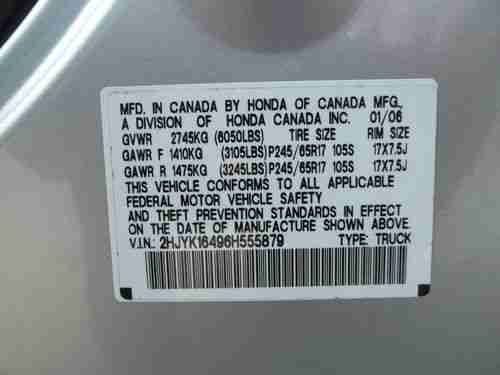 MFD. IN CANADA BY HONDA OF CANADA MFG.,
A DIVISION OF HONDA CANADA INC. 01/06
GVWR 2745KG (6050LBS) TIRE SIZE RIM SIZE
GAWR F 1410KG (3105LBS)P245/65R17 105S 17X7.5J
GAWR R 1475KG (3245LBS)P245/65R17 105S 17X7.5J
THIS VEHICLE CONFORMS TO ALL APPLICABLE
FEDERAL MOTOR VEHICLE SAFETY
AND THEFT PREVENTION STANDARDS IN EFFECT
ON THE DATE OF MANUFACTURE SHOWN ABOVE.
V.I.N.: 2HJYK16496H555879 TYPE: TRUCK